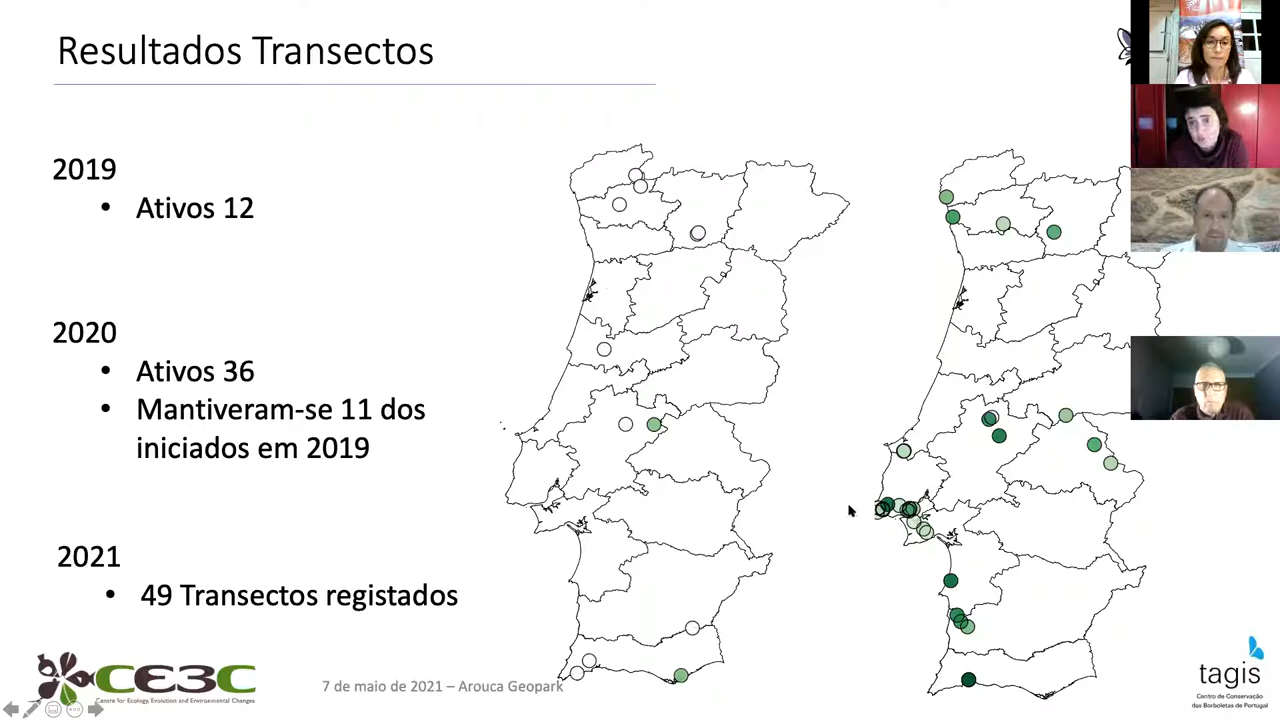 Resultados Transectos
2019
• Ativos 12
2020
• Ativos 36
• Mantiveram-se 11 dos
iniciados em 2019
2021
• 49 Transectos registados
CE3C
Centre for Ecology, Evolution and Environmental Changes
7 de maio de 2021 – Arouca Geopark
tagis
Centro de Conservação
das Borboletas de Portugal